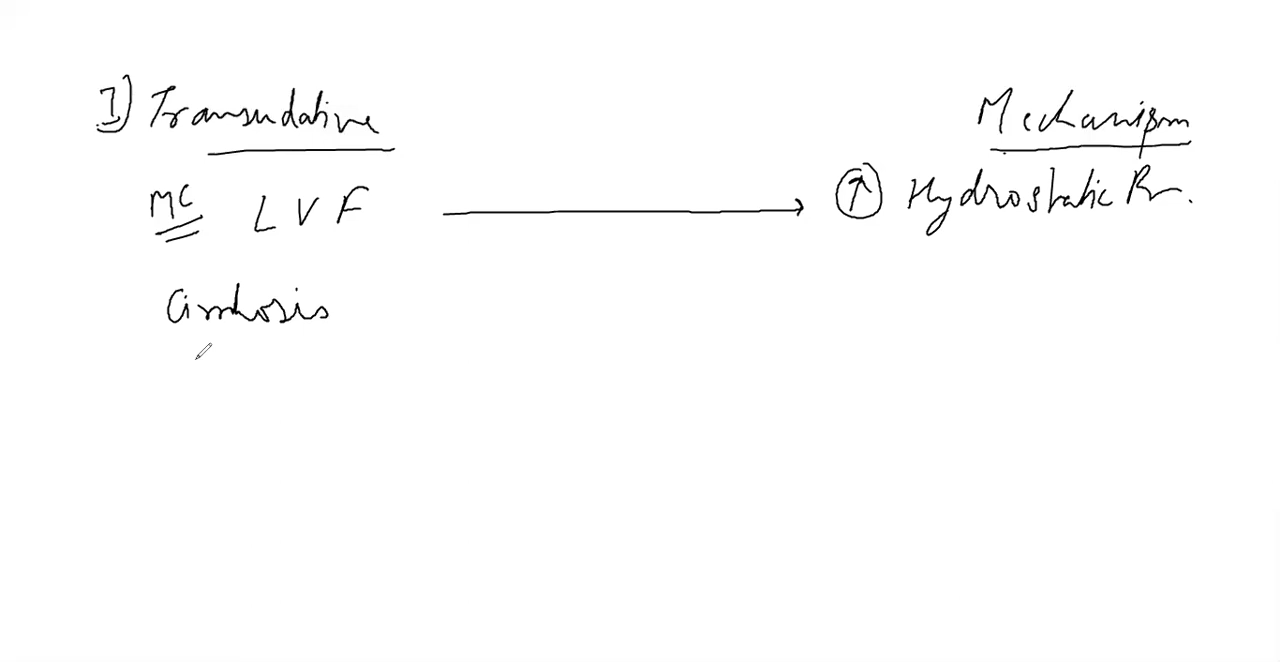 I) Transudative
Mechanism
MC LVF → ↑ Hydrostatic Pr.
Cirrhosis